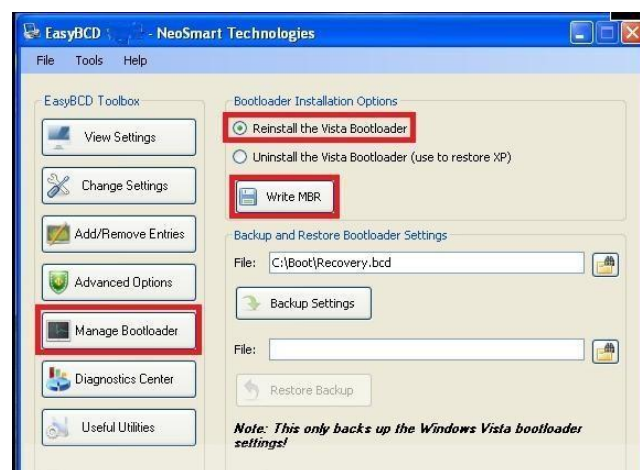 EasyBCD - NeoSmart Technologies
File Tools Help
EasyBCD Toolbox
View Settings
Change Settings
Add/Remove Entries
Advanced Options
Manage Bootloader
Diagnostics Center
Useful Utilities
Bootloader Installation Options
Reinstall the Vista Bootloader
Uninstall the Vista Bootloader (use to restore XP)
Write MBR
Backup and Restore Bootloader Settings
File: C:\Boot\Recovery.bcd
Backup Settings
File:
Restore Backup
Note: This only backs up the Windows Vista bootloader
settings!